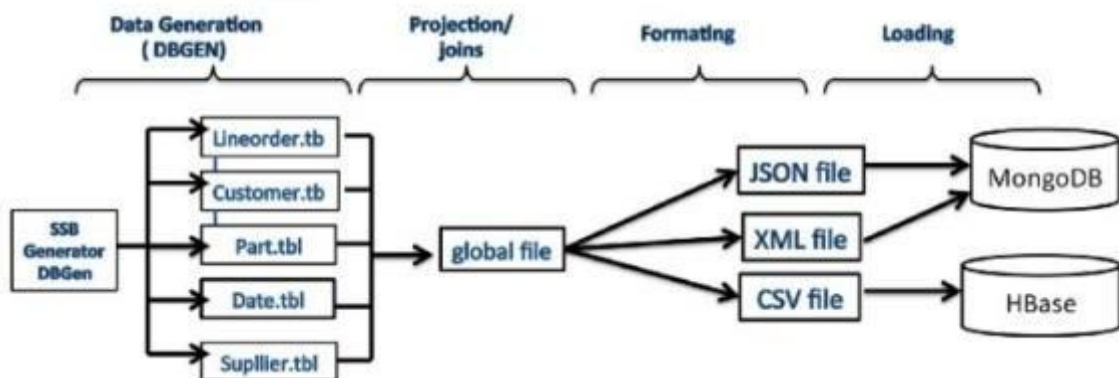 Data Generation
( DBGEN)
Projection/
joins
Formating
Loading
SSB
Generator
DBGen
Lineorder.tb
Customer.tb
Part.tbl
Date.tbl
Supllier.tbl
global file
JSON file
XML file
CSV file
MongoDB
HBase